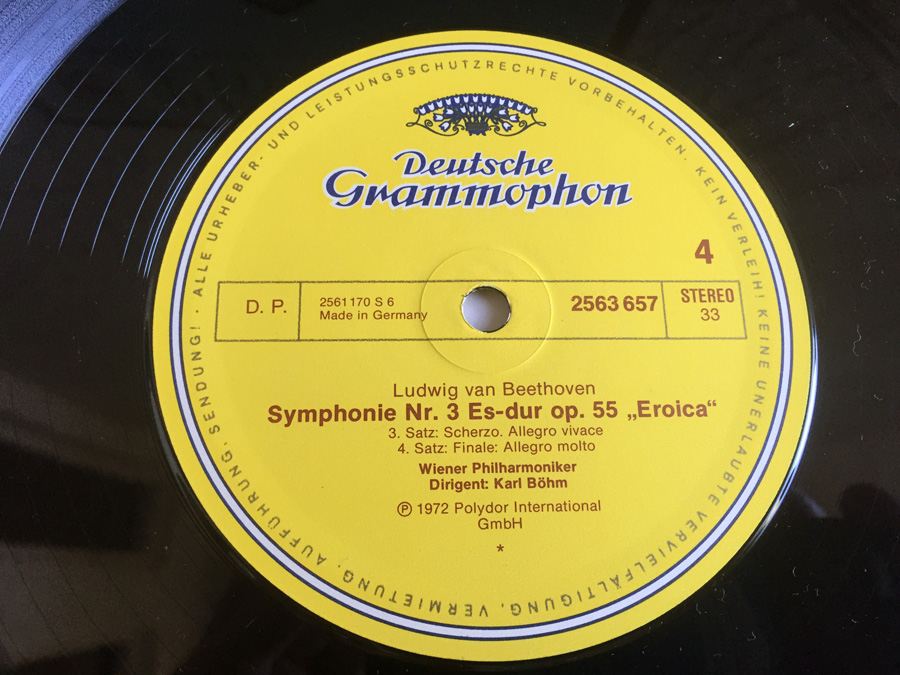 · ALLE URHEBER- UND LEISTUNGSSCHUTZRECHTE VORBEHALTEN. KEIN VERLEIH! KEINE UNERLAUBTE VERVIELFÄLTIGUNG, VERMIETUNG, AUFFÜHRUNG, SENDUNG!
Deutsche
Grammophon
4
D. P.
2561 170 S 6
Made in Germany
2563 657
STEREO
33
Ludwig van Beethoven
Symphonie Nr. 3 Es-dur op. 55 „Eroica“
3. Satz: Scherzo. Allegro vivace
4. Satz: Finale: Allegro molto
Wiener Philharmoniker
Dirigent: Karl Böhm
℗ 1972 Polydor International
GmbH
*